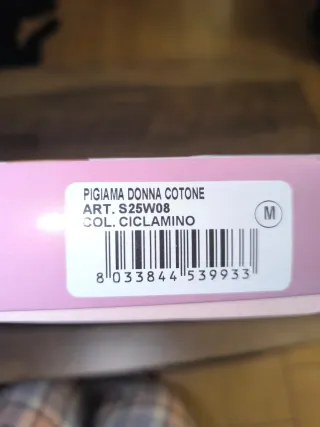 PIGIAMA DONNA COTONE
ART. S25W08
COL. CICLAMINO
M
8 033844 539933